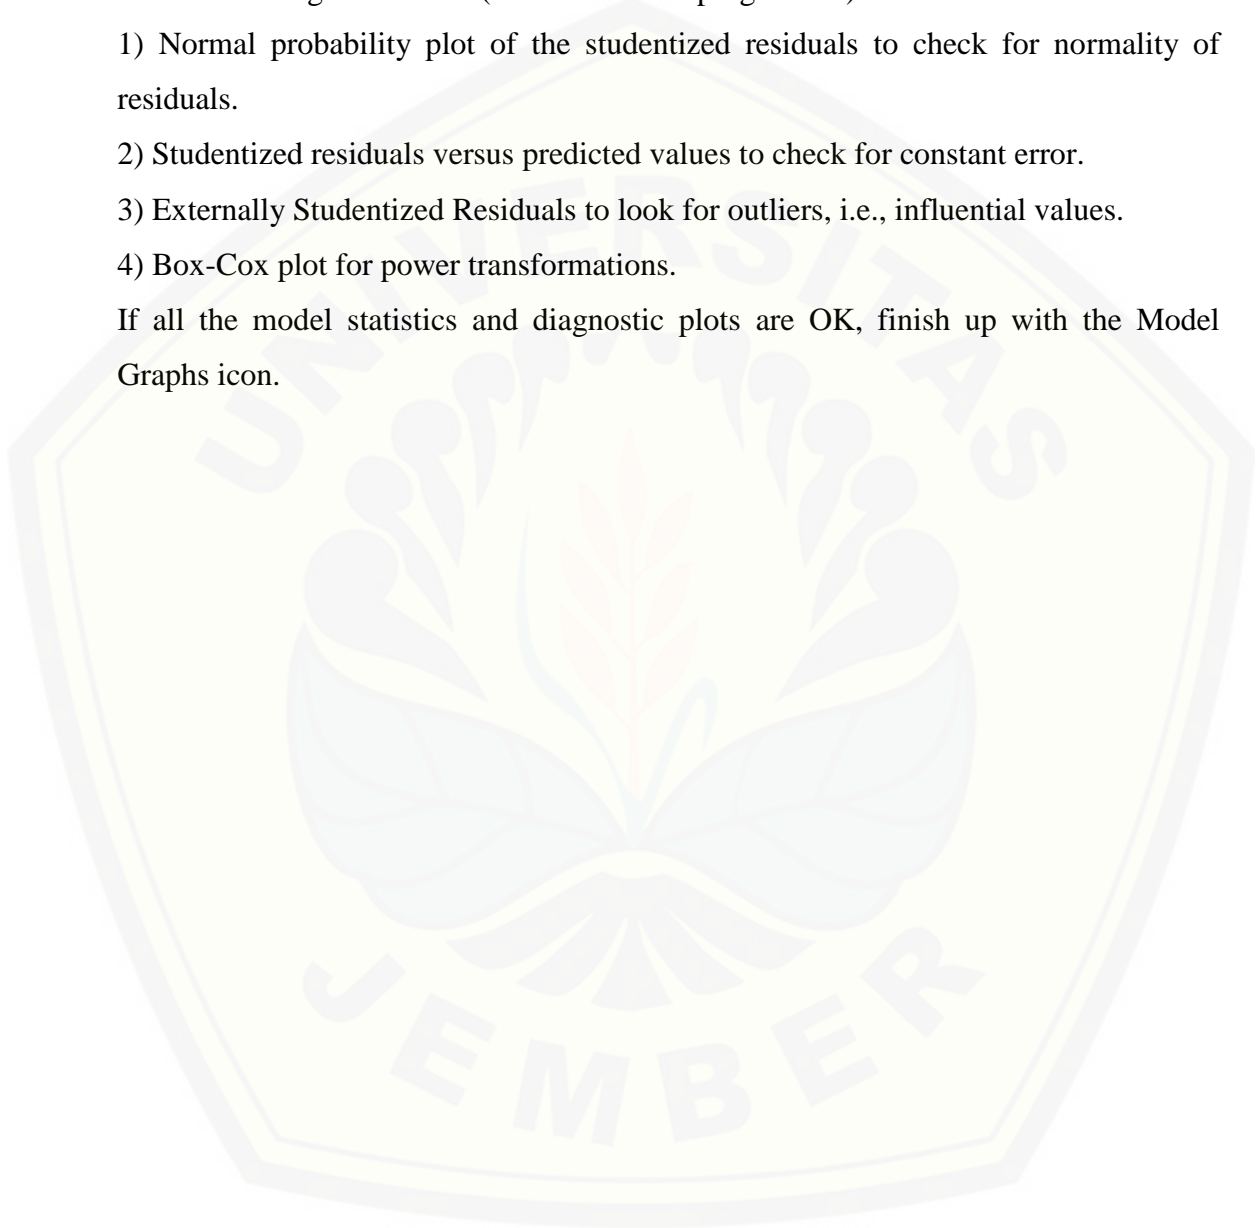 1) Normal probability plot of the studentized residuals to check for normality of
residuals.
2) Studentized residuals versus predicted values to check for constant error.
3) Externally Studentized Residuals to look for outliers, i.e., influential values.
4) Box-Cox plot for power transformations.
If all the model statistics and diagnostic plots are OK, finish up with the Model
Graphs icon.
UNIVERSITAS
JEMBER